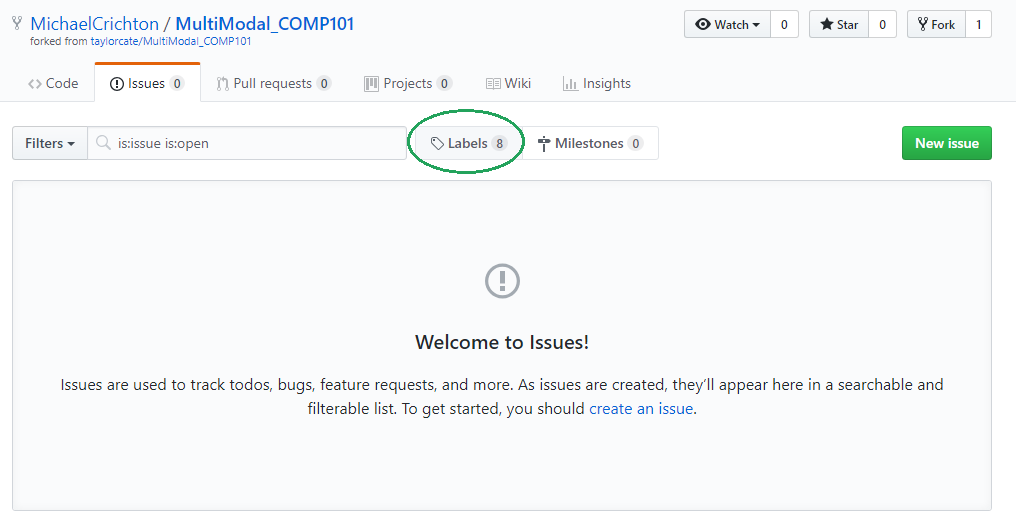 MichaelCrichton / MultiModal_COMP101
forked from taylorcate/MultiModal_COMP101
Watch 0 Star 0 Fork 1
Code Issues 0 Pull requests 0 Projects 0 Wiki Insights
Filters is:issue is:open Labels 8 Milestones 0 New issue
Welcome to Issues!
Issues are used to track todos, bugs, feature requests, and more. As issues are created, they’ll appear here in a searchable and
filterable list. To get started, you should create an issue.